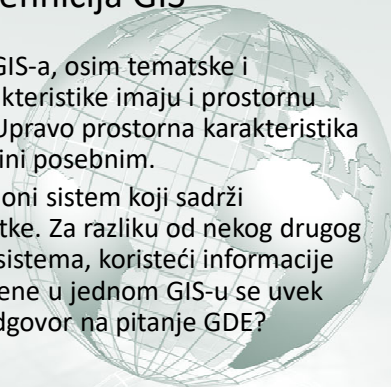 GIS
GIS-a, osim tematske i
kteristike imaju i prostornu
Upravo prostorna karakteristika
ini posebnim.
oni sistem koji sadrži
tke. Za razliku od nekog drugog
sistema, koristeći informacije
ene u jednom GIS-u se uvek
dgovor na pitanje GDE?